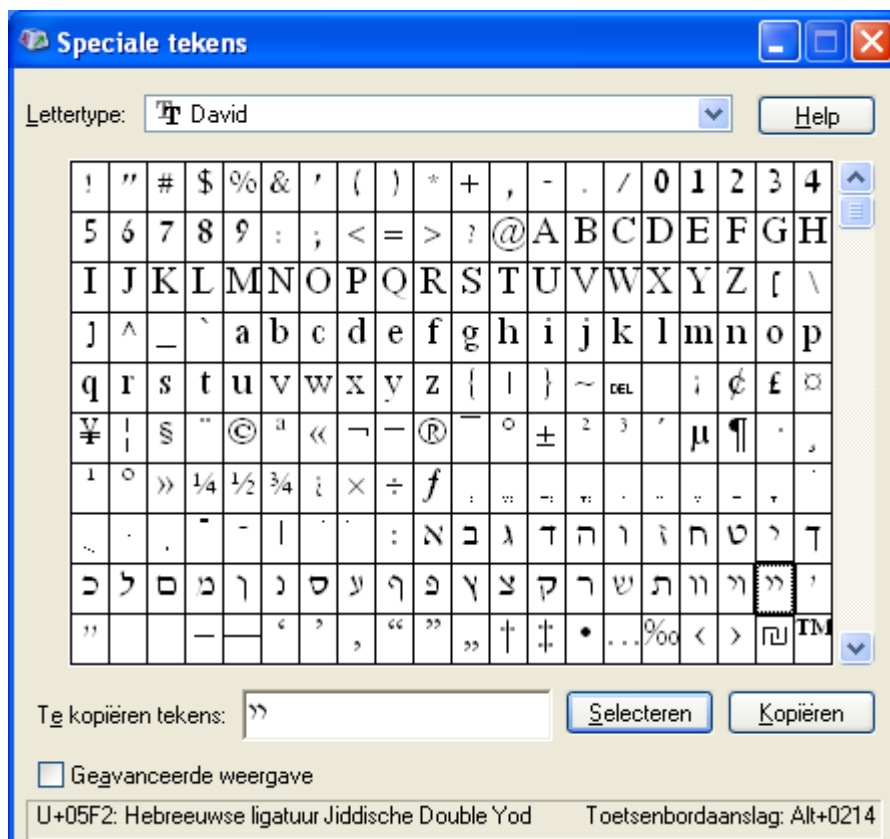 Speciale tekens
Lettertype: David Help
! " # $ % & ' ( ) * + , - . / 0 1 2 3 4
5 6 7 8 9 : ; < = > ? @ A B C D E F G H
I J K L M N O P Q R S T U V W X Y Z [ \
] ^ _ ` a b c d e f g h i j k l m n o p
q r s t u v w x y z { | } ~ DEL ¡ ¢ £ ¤
¥ ¦ § ¨ © ª « ¬ – ® ¯ ° ± ² ³ ´ µ ¶ · ¸
¹ º » ¼ ½ ¾ ¿ × ÷ ƒ
: א ב ג ד ה ו ז ח ט י ך
כ ל ם מ ן נ ס ע ף פ ץ צ ק ר ש ת װ ױ ײ ׳
״ – — ‘ ’ ‚ “ ” „ † ‡ • … ‰ ‹ › ₪ ™
Te kopiëren tekens: ײ Selecteren Kopiëren
Geavanceerde weergave
U+05F2: Hebreeuwse ligatuur Jiddische Double Yod Toetsenbordaanslag: Alt+0214